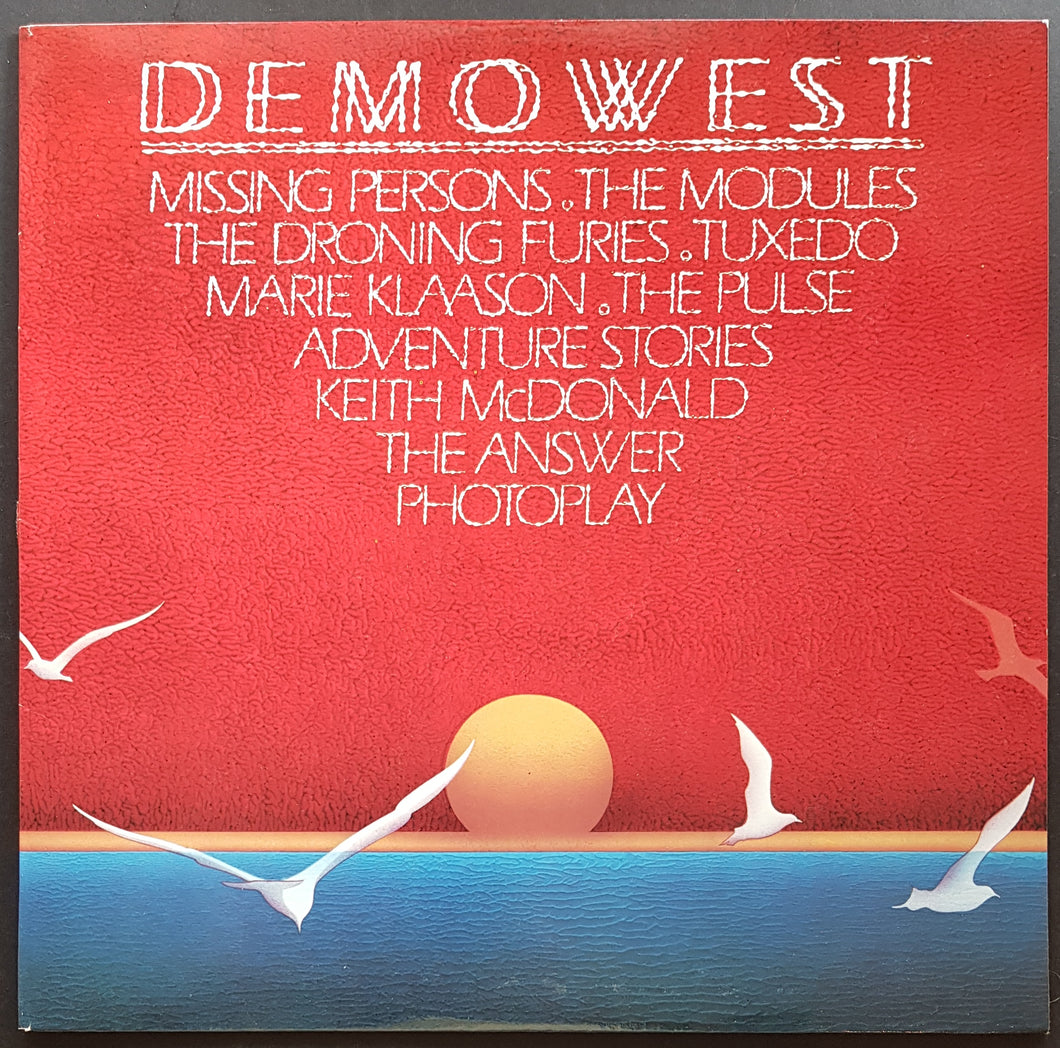 DEMOWEST
MISSING PERSONS . THE MODULES
THE DRONING FURIES . TUXEDO
MARIE KLAASON . THE PULSE
ADVENTURE STORIES
KEITH McDONALD
THE ANSWER
PHOTOPLAY